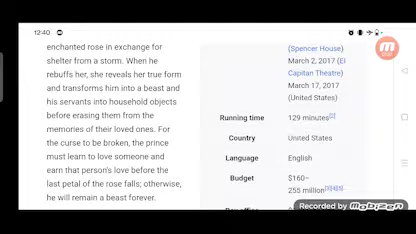 12:40
enchanted rose in exchange for
shelter from a storm. When he
rebuffs her, she reveals her true form
and transforms him into a beast and
his servants into household objects
before erasing them from the
memories of their loved ones. For
the curse to be broken, the prince
must learn to love someone and
earn that person's love before the
last petal of the rose falls; otherwise,
he will remain a beast forever.
(Spencer House)
March 2, 2017 (El
Capitan Theatre)
March 17, 2017
(United States)
Running time 129 minutes[2]
Country United States
Language English
Budget $160–
255 million[3][4][5]
Recorded by Mobizen